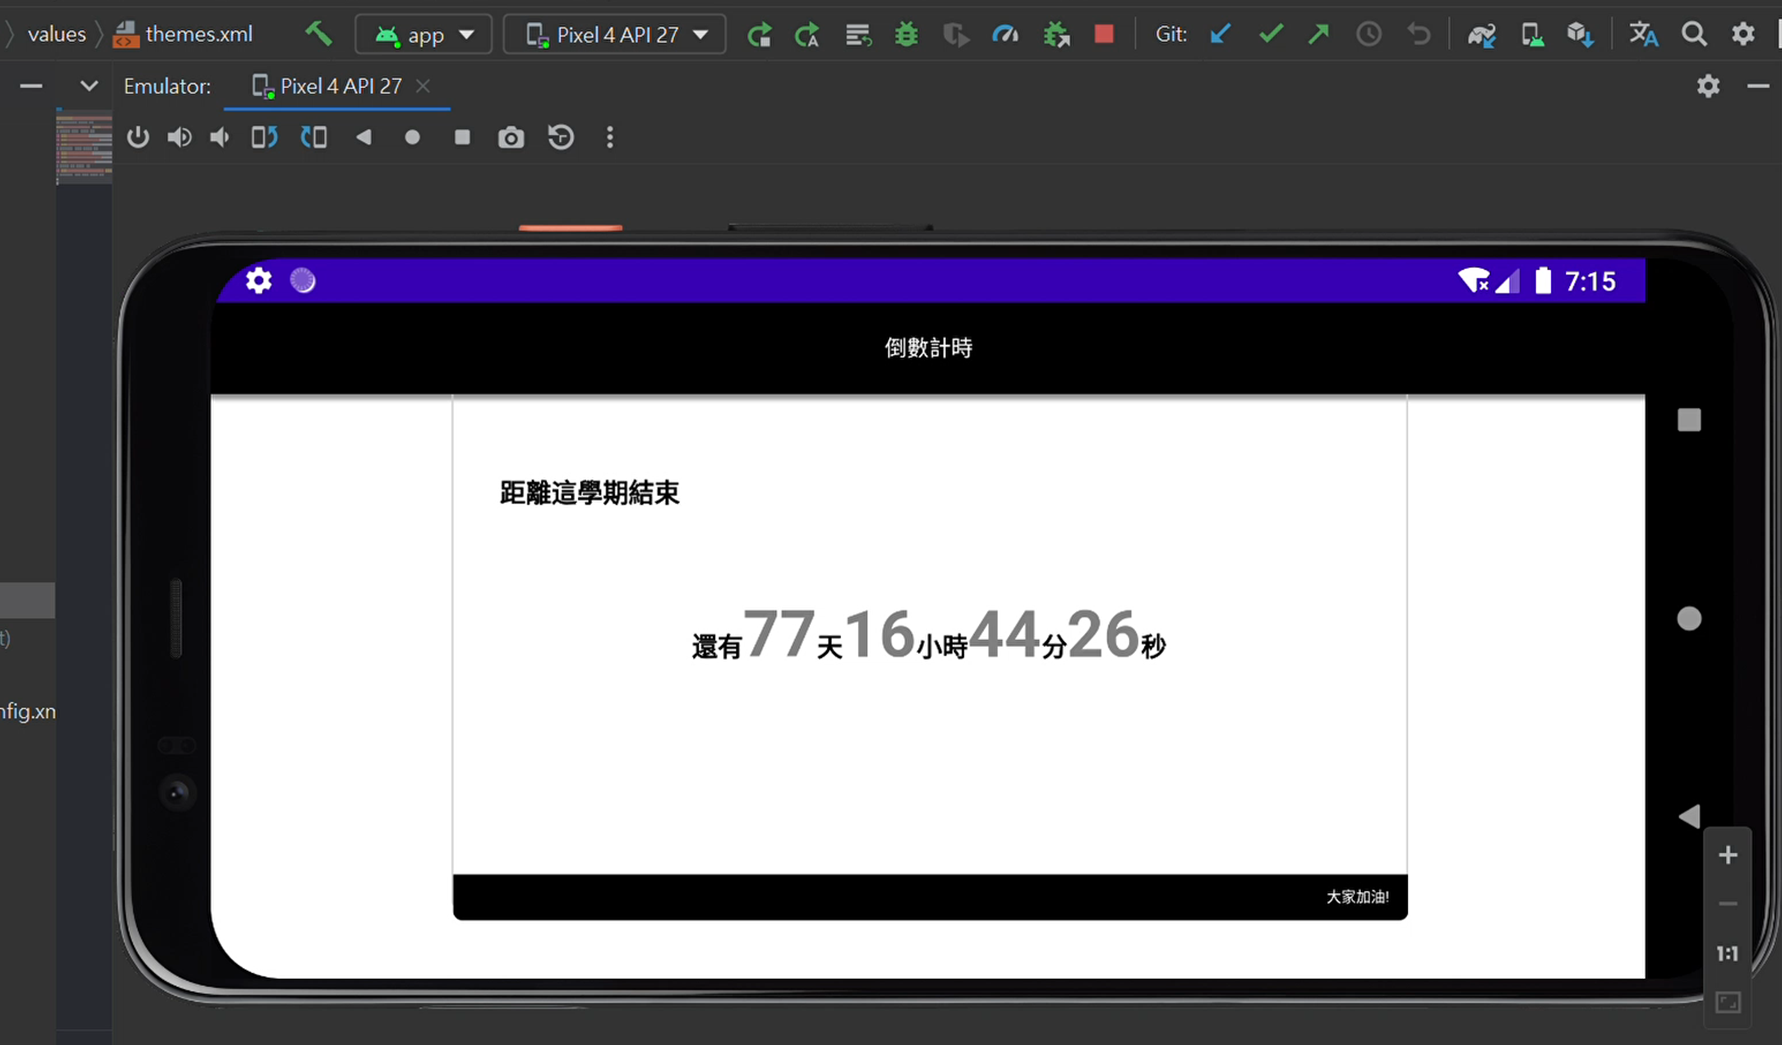 values themes.xml app Pixel 4 API 27 Git:
Emulator: Pixel 4 API 27
7:15
倒數計時
距離這學期結束
還有77天16小時44分26秒
大家加油!
t)
nfig.xn
1:1